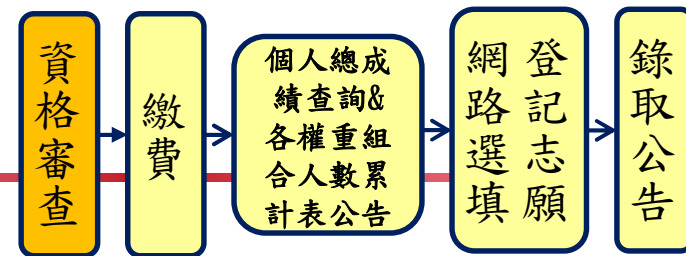 資格審查
繳費
個人總成
績查詢&
各權重組
合人數累
計表公告
網路選填
登記志願
錄取公告